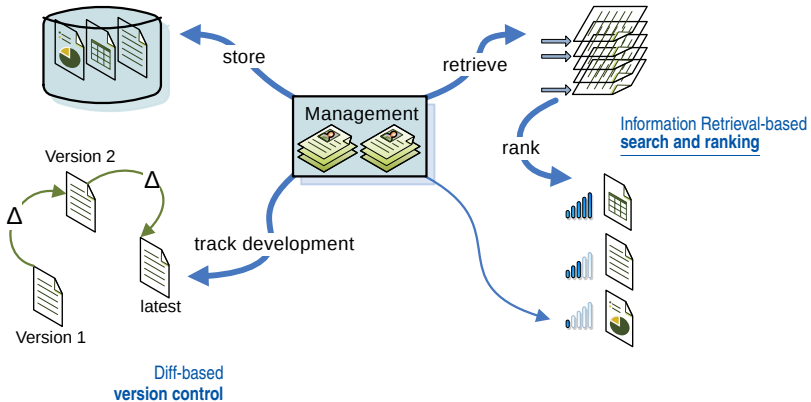 store
retrieve
Management
Information Retrieval-based
search and ranking
rank
Version 2
Δ
Δ
track development
latest
Version 1
Diff-based
version control